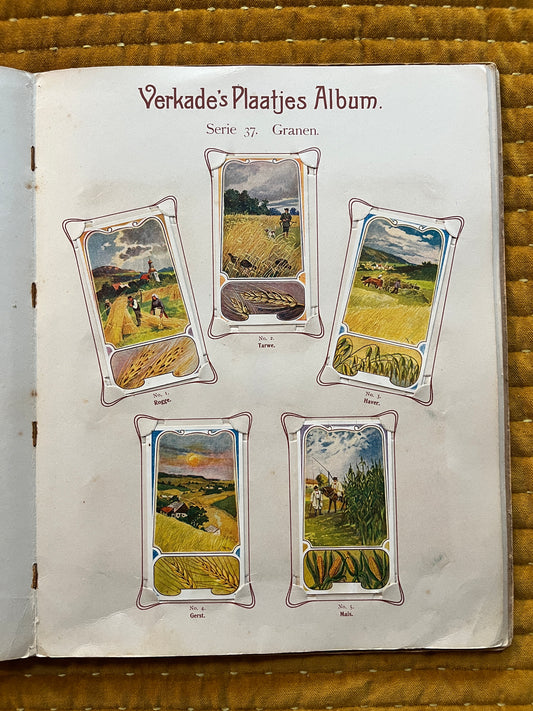 Verkade's Plaatjes Album.
Serie 37. Granen.
No. 2.
Tarwe.
No. 1.
Rogge.
No. 3.
Haver.
No. 4.
Gerst.
No. 5.
Maïs.